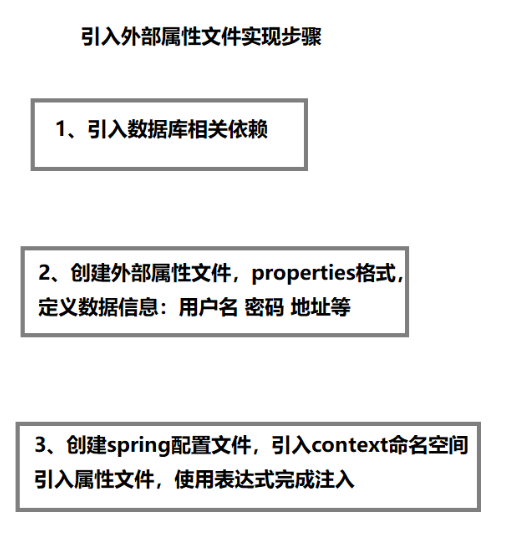 引入外部属性文件实现步骤
1、引入数据库相关依赖
2、创建外部属性文件，properties格式，
定义数据信息：用户名 密码 地址等
3、创建spring配置文件，引入context命名空间
引入属性文件，使用表达式完成注入